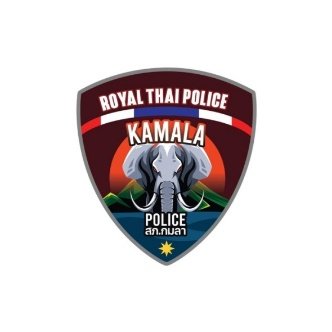 ROYAL THAI POLICE
KAMALA
POLICE
สภ.กมลา